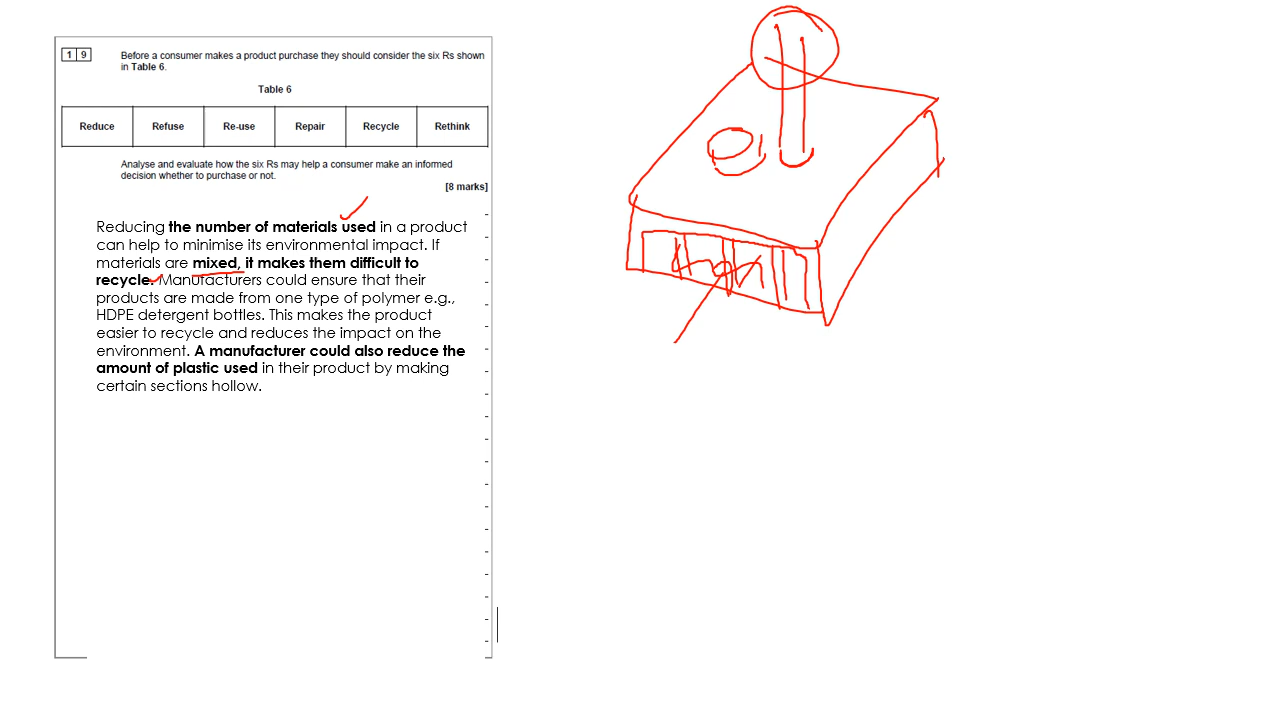 1 9
Before a consumer makes a product purchase they should consider the six Rs shown
in Table 6.
Table 6
Reduce Refuse Re-use Repair Recycle Rethink
Analyse and evaluate how the six Rs may help a consumer make an informed
decision whether to purchase or not.
[8 marks]
Reducing the number of materials used in a product
can help to minimise its environmental impact. If
materials are mixed, it makes them difficult to
recycle. Manufacturers could ensure that their
products are made from one type of polymer e.g.,
HDPE detergent bottles. This makes the product
easier to recycle and reduces the impact on the
environment. A manufacturer could also reduce the
amount of plastic used in their product by making
certain sections hollow.